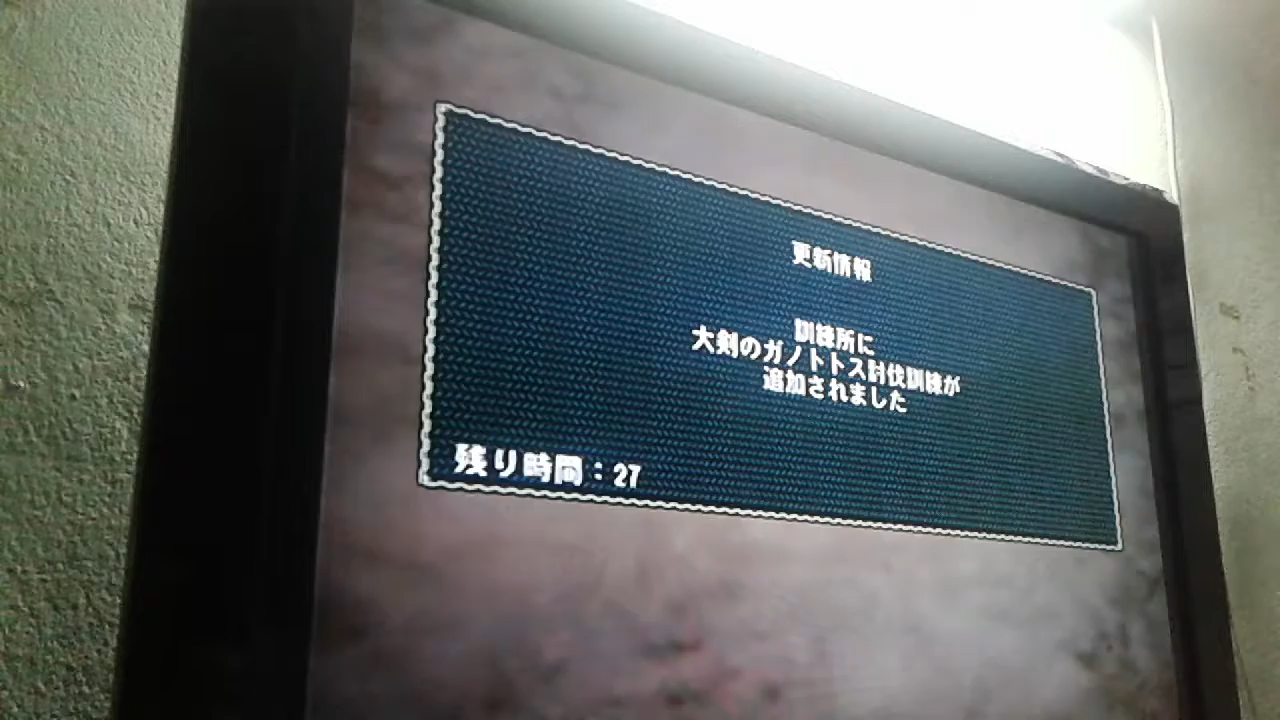 更新情報
訓練所に
大剣のガノトトス討伐訓練が
追加されました
残り時間：27